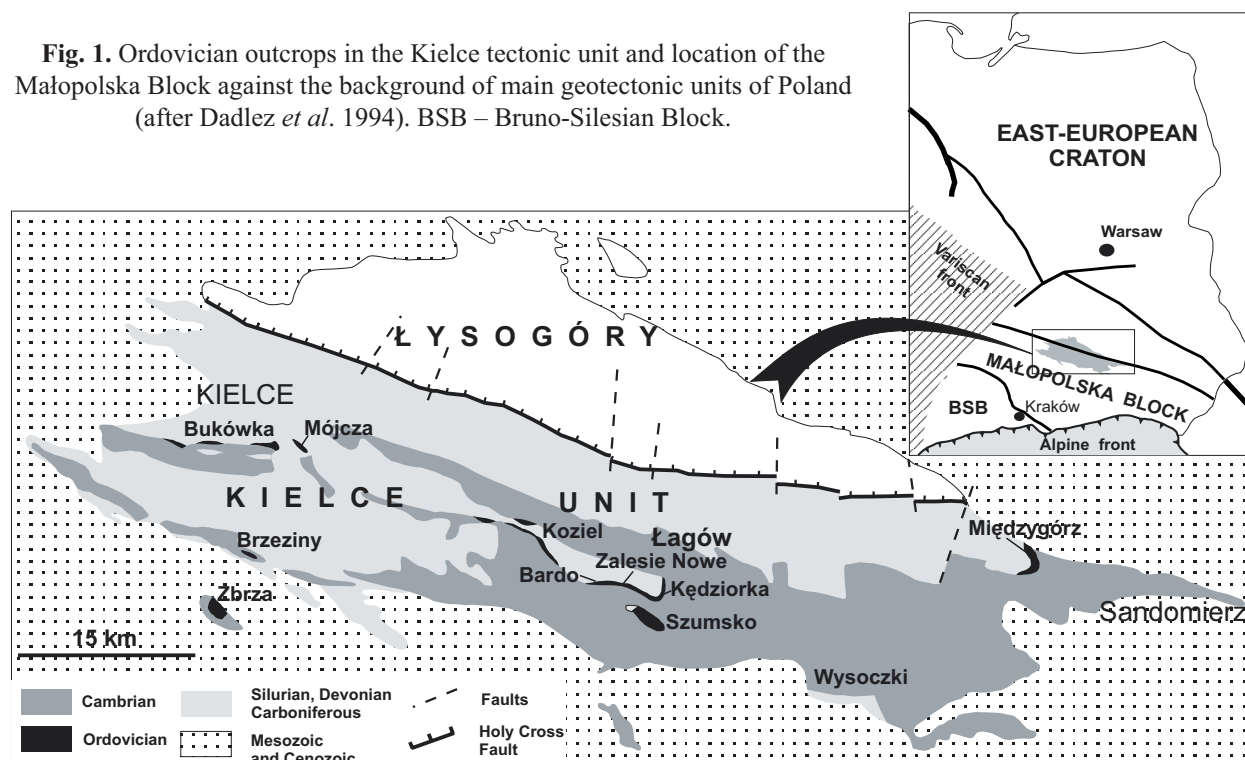 Fig. 1. Ordovician outcrops in the Kielce tectonic unit and location of the
Małopolska Block against the background of main geotectonic units of Poland
(after Dadlez et al. 1994). BSB – Bruno-Silesian Block.
EAST-EUROPEAN
CRATON
Warsaw
Variscan
front
MAŁOPOLSKA BLOCK
BSB
Kraków
Alpine front
ŁYSOGÓRY
KIELCE
Bukówka
Mójcza
KIELCE UNIT
Koziel
Łagów
Międzygórz
Brzeziny
Zalesie Nowe
Bardo
Kędziorka
Zbrza
Szumsko
Sandomierz
15 km
Wysoczki
Cambrian
Ordovician
Silurian, Devonian
Carboniferous
Mesozoic
and Cenozoic
Faults
Holy Cross
Fault